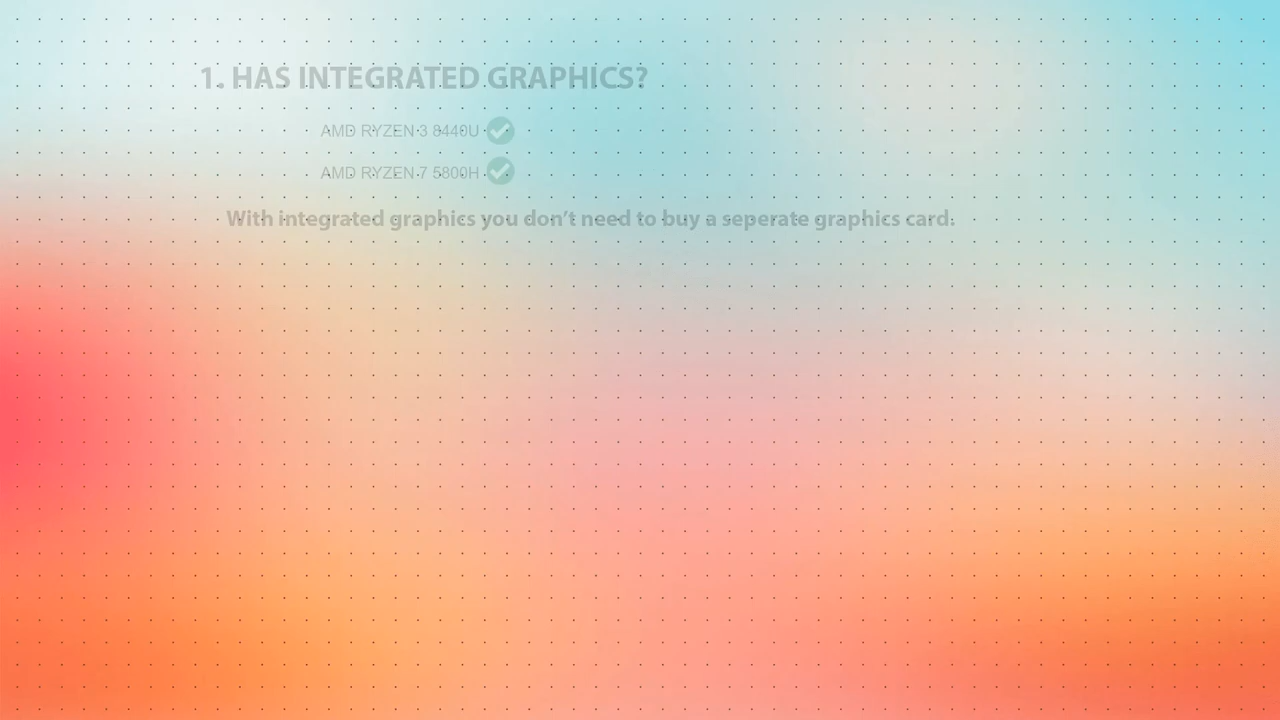 1. HAS INTEGRATED GRAPHICS?
AMD RYZEN 3 8440U
AMD RYZEN 7 5800H
With integrated graphics you don’t need to buy a seperate graphics card.